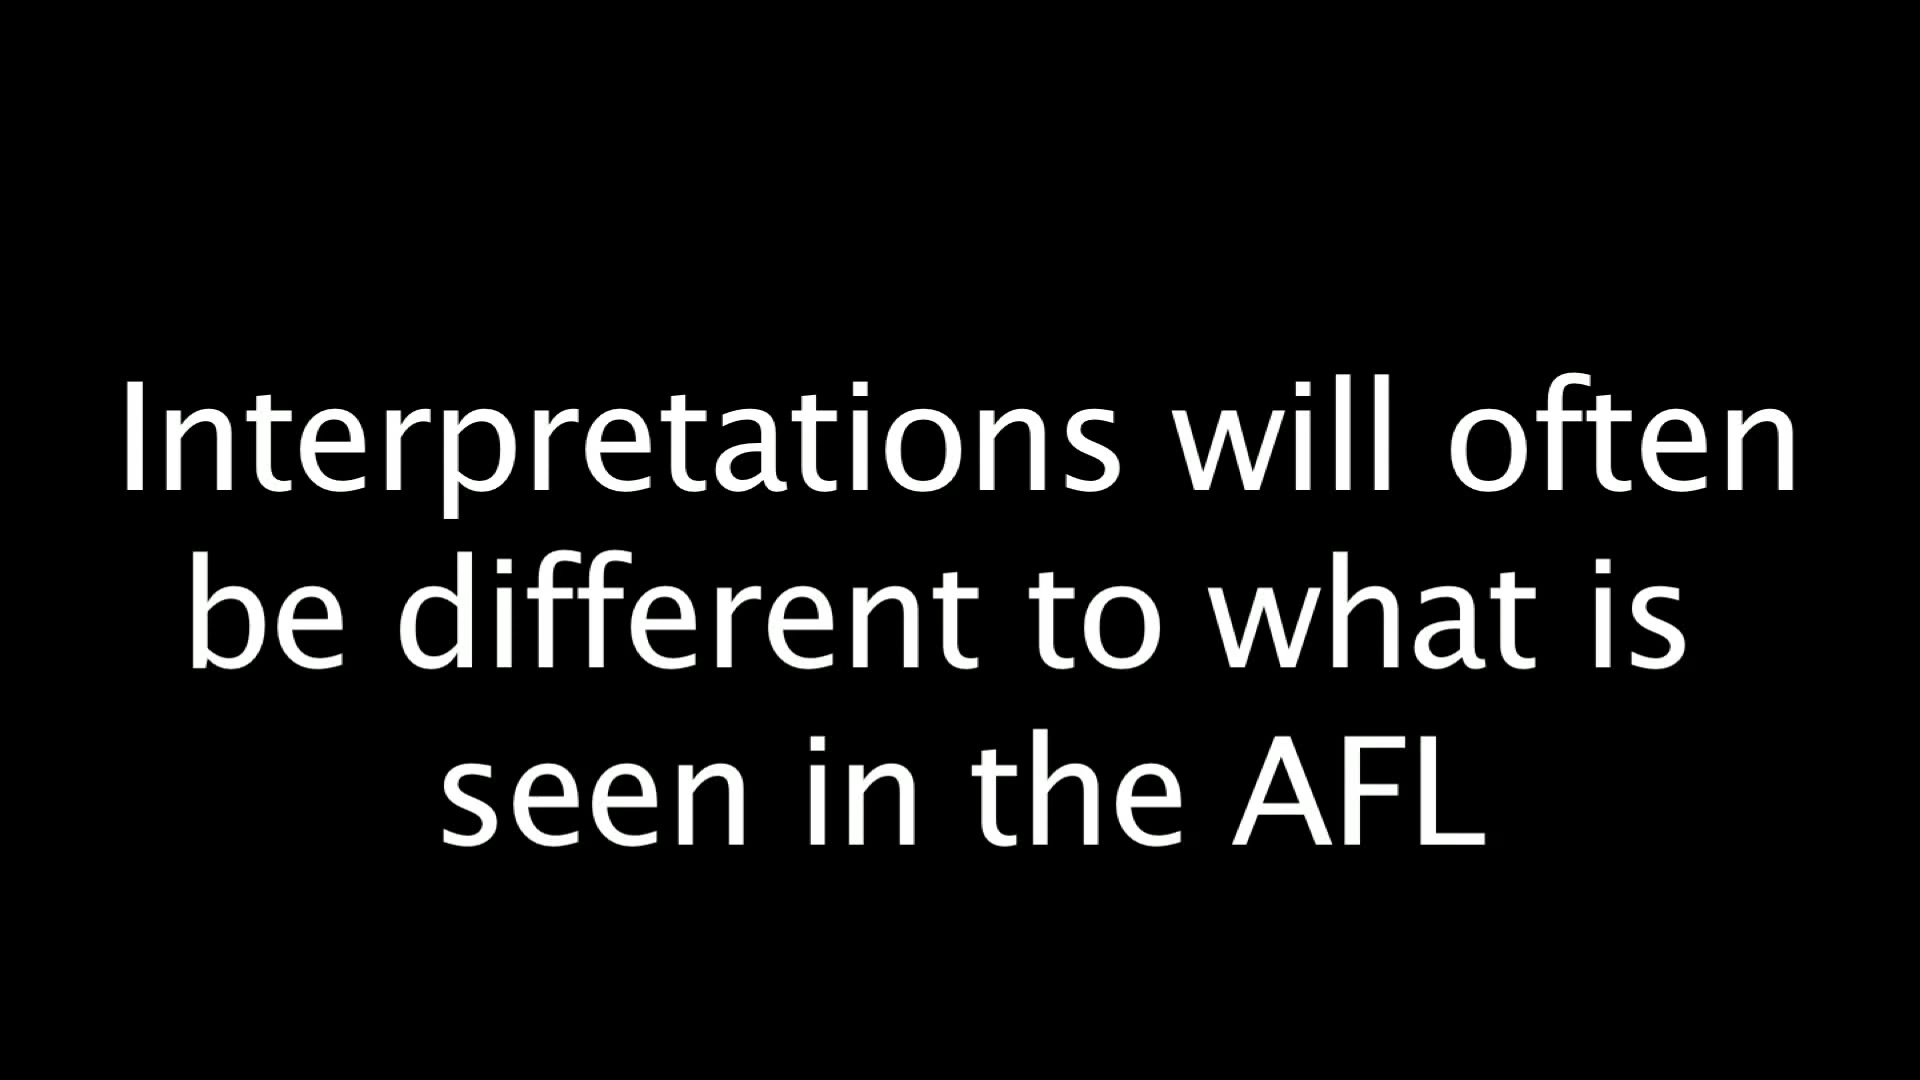 Interpretations will often
be different to what is
seen in the AFL